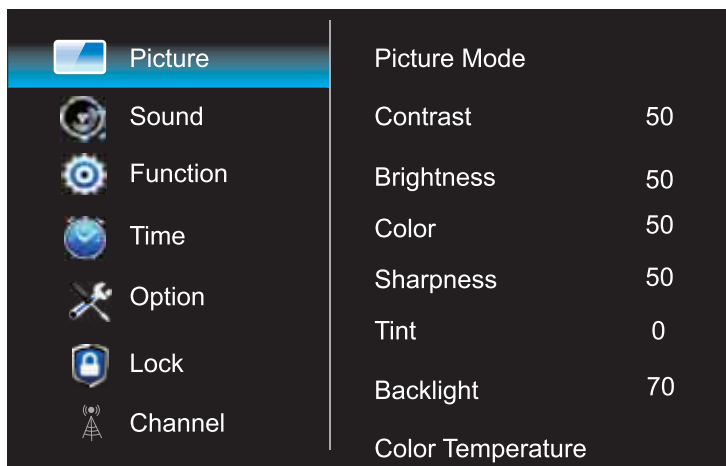 Picture
Sound
Function
Time
Option
Lock
Channel
Picture Mode
Contrast 50
Brightness 50
Color 50
Sharpness 50
Tint 0
Backlight 70
Color Temperature